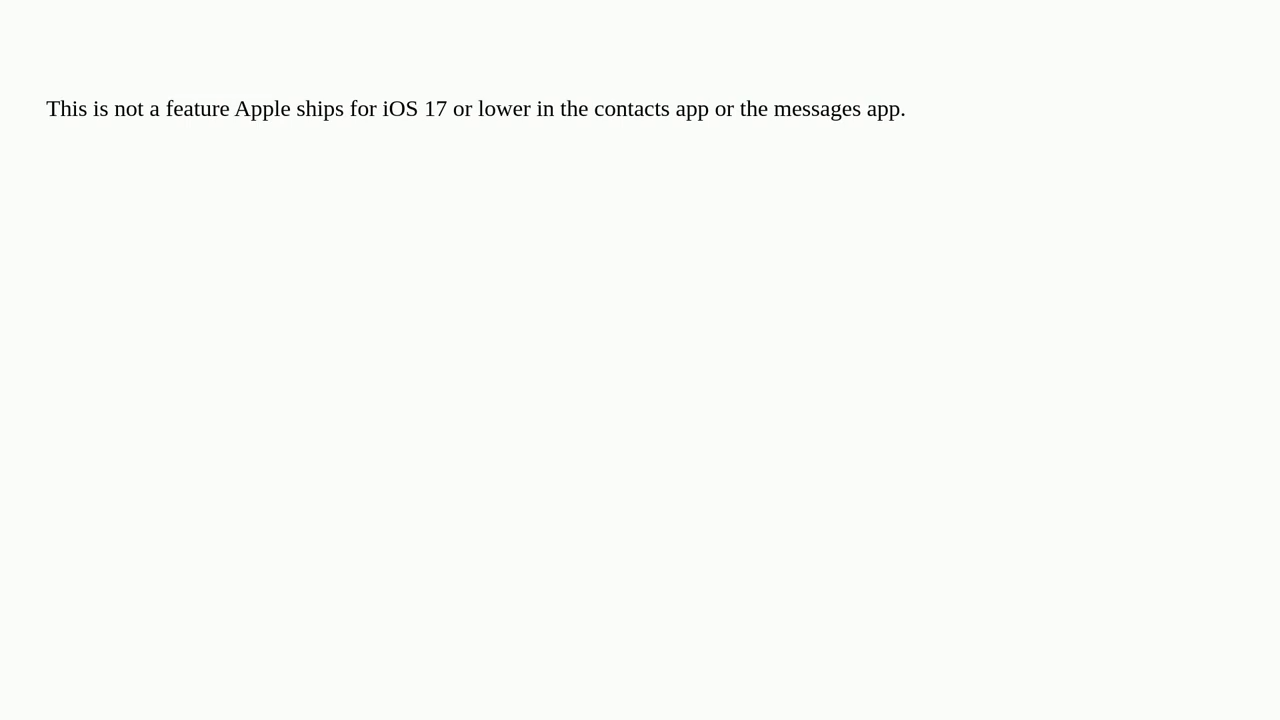 This is not a feature Apple ships for iOS 17 or lower in the contacts app or the messages app.